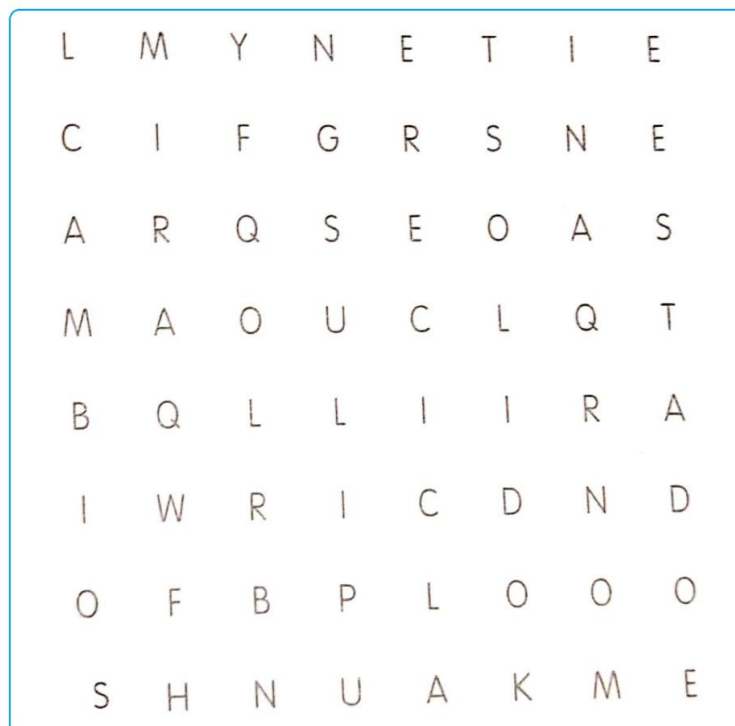 L M Y N E T I E
C I F G R S N E
A R Q S E O A S
M A O U C L Q T
B Q L L I I R A
I W R I C D N D
O F B P L O O O
S H N U A K M E